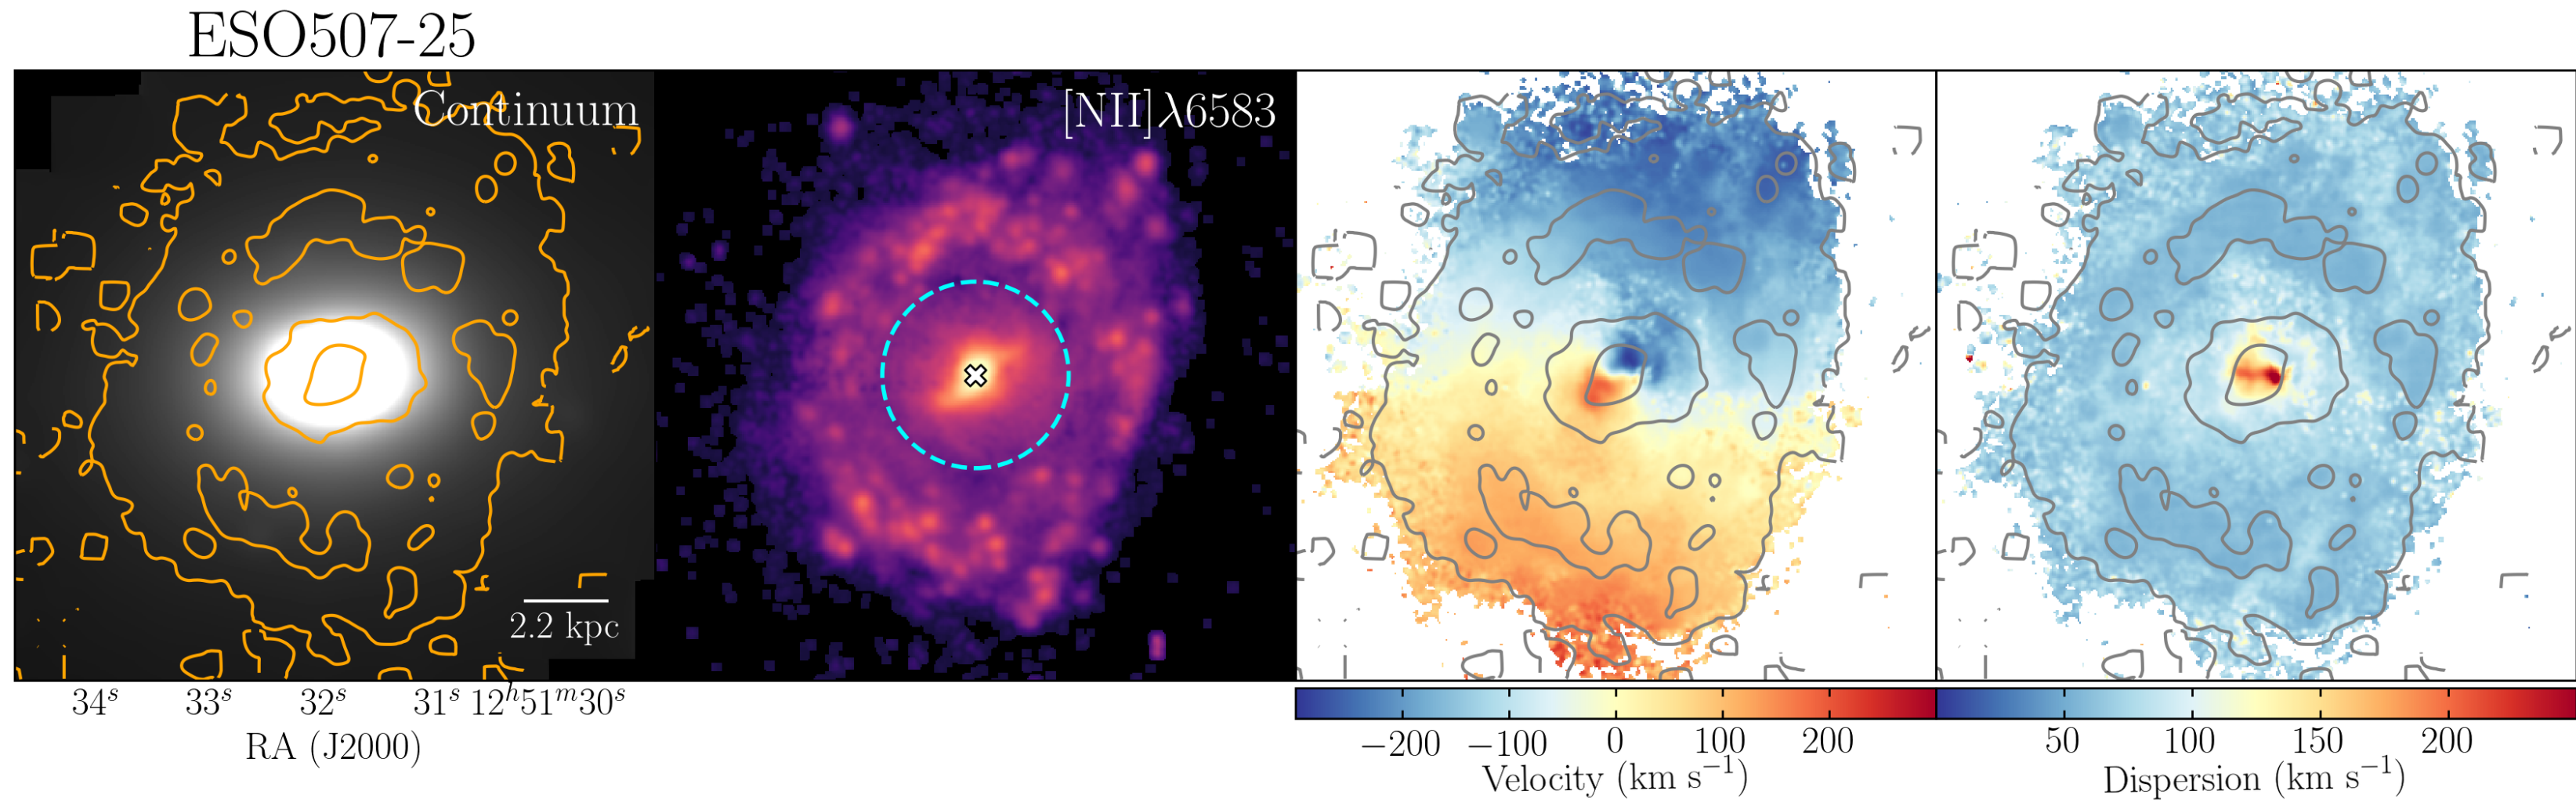 ESO507-25
Continuum
[NII]λ6583
2.2 kpc
34ˢ 33ˢ 32ˢ 31ˢ 12ʰ51ᵐ30ˢ
RA (J2000)
−200 −100 0 100 200
Velocity (km s⁻¹)
50 100 150 200
Dispersion (km s⁻¹)